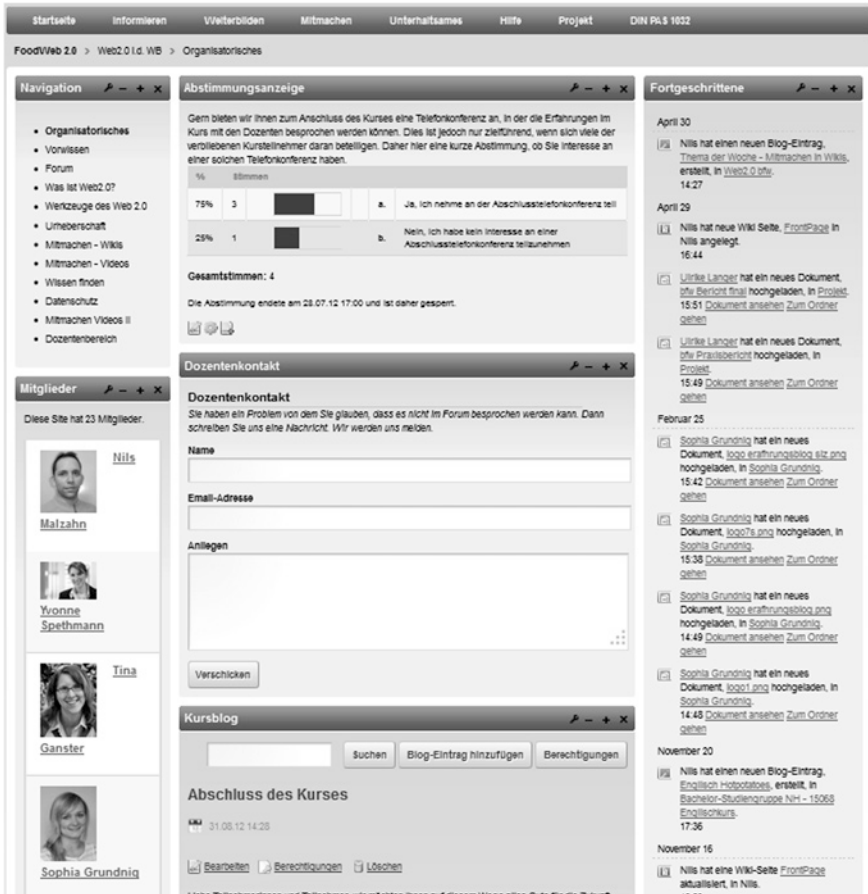 Startseite Informieren Weiterbilden Mitmachen Unterhaltsames Hilfe Projekt DIN PAS 1032
FoodWeb 2.0 > Web2.0 i.d. WB > Organisatorisches
Navigation
Organisatorisches
Vorwissen
Forum
Was ist Web2.0?
Werkzeuge des Web 2.0
Urheberschaft
Mitmachen - Wikis
Mitmachen - Videos
Wissen finden
Datenschutz
Mitmachen Videos II
Dozentenbereich
Mitglieder
Diese Site hat 23 Mitglieder.
Nils
Malzahn
Yvonne
Spethmann
Tina
Ganster
Sophia Grundnig
Abstimmungsanzeige
Gern bieten wir Ihnen zum Anschluss des Kurses eine Telefonkonferenz an, in der die Erfahrungen im
Kurs mit den Dozenten besprochen werden können. Dies ist jedoch nur zielführend, wenn sich viele der
verbliebenen Kursteilnehmer daran beteiligen. Daher hier eine kurze Abstimmung, ob Sie Interesse an
einer solchen Telefonkonferenz haben.
% Stimmen
75% 3 a. Ja, ich nehme an der Abschlusstelefonkonferenz teil
25% 1 b. Nein, ich habe kein Interesse an einer
Abschlusstelefonkonferenz teilzunehmen
Gesamtstimmen: 4
Die Abstimmung endete am 28.07.12 17:00 und ist daher gesperrt.
Dozentenkontakt
Dozentenkontakt
Sie haben ein Problem von dem Sie glauben, dass es nicht im Forum besprochen werden kann. Dann
schreiben Sie uns eine Nachricht. Wir werden uns melden.
Name
Email-Adresse
Anliegen
Verschicken
Kursblog
Suchen Blog-Eintrag hinzufügen Berechtigungen
Abschluss des Kurses
31.08.12 14:28
Bearbeiten Berechtigungen Löschen
Fortgeschrittene
April 30
Nils hat einen neuen Blog-Eintrag,
Thema der Woche - Mitmachen in Wikis,
erstellt, in Web2.0 bfw.
14:27
April 29
Nils hat neue Wiki Seite, FrontPage in
Nils angelegt.
16:44
Ulrike Langer hat ein neues Dokument,
bfw Bericht final hochgeladen, in Projekt.
15:51 Dokument ansehen Zum Ordner
gehen
Ulrike Langer hat ein neues Dokument,
bfw Praxisbericht hochgeladen, in
Projekt.
15:49 Dokument ansehen Zum Ordner
gehen
Februar 25
Sophia Grundnig hat ein neues
Dokument, logo erafhrungsblog slz.png
hochgeladen, in Sophia Grundnig.
15:42 Dokument ansehen Zum Ordner
gehen
Sophia Grundnig hat ein neues
Dokument, logo7s.png hochgeladen, in
Sophia Grundnig.
15:38 Dokument ansehen Zum Ordner
gehen
Sophia Grundnig hat ein neues
Dokument, logo erafhrungsblog.png
hochgeladen, in Sophia Grundnig.
14:49 Dokument ansehen Zum Ordner
gehen
Sophia Grundnig hat ein neues
Dokument, logo1.png hochgeladen, in
Sophia Grundnig.
14:48 Dokument ansehen Zum Ordner
gehen
November 20
Nils hat einen neuen Blog-Eintrag,
Englisch Hotpotatoes, erstellt, in
Bachelor-Studiengruppe NH - 15068
Englischkurs.
17:36
November 16
Nils hat eine Wiki-Seite FrontPage
aktualisiert, in Nils.